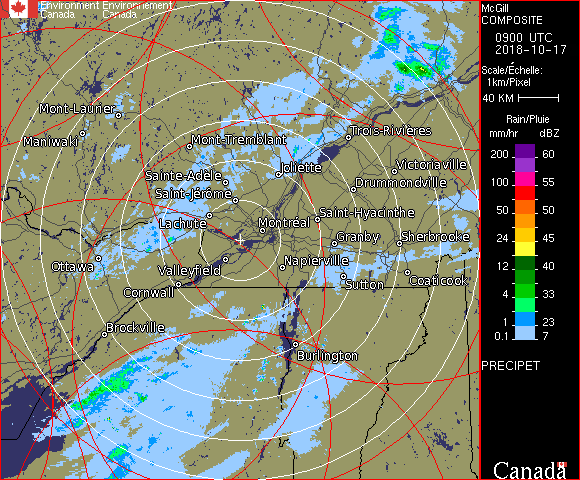 Environment Environnement
Canada Canada
McGill
COMPOSITE
0900 UTC
2018-10-17
Scale/Échelle:
1km/Pixel
40 KM
Rain/Pluie
mm/hr dBZ
200 60
100 55
50 50
24 45
12 40
4 33
1 23
0.1 7
PRECIPET
Mont-Laurier
Maniwaki
Mont-Tremblant
Trois-Rivières
Sainte-Adèle
Joliette
Victoriaville
Saint-Jérôme
Drummondville
Lachute
Montréal
Saint-Hyacinthe
Granby
Sherbrooke
Ottawa
Valleyfield
Napierville
Cornwall
Sutton
Coaticook
Brockville
Burlington
Canada